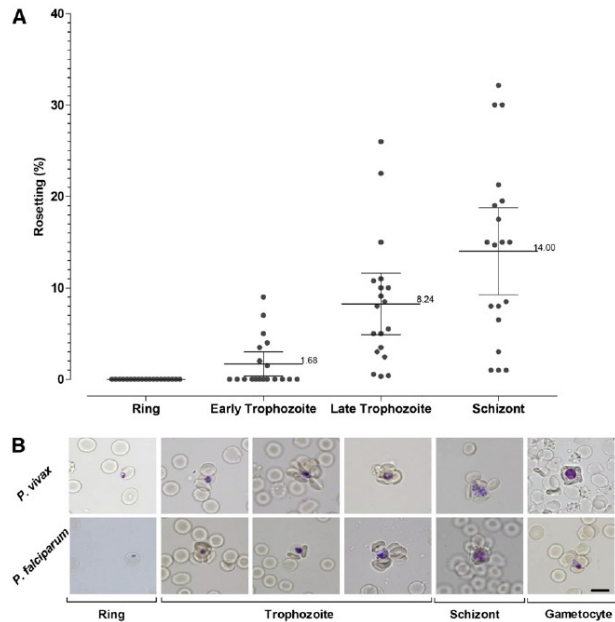 A
40
30
20
10
0
Rosetting (%)
1.68
8.24
14.00
Ring Early Trophozoite Late Trophozoite Schizont
B
P. vivax
P. falciparum
Ring Trophozoite Schizont Gametocyte